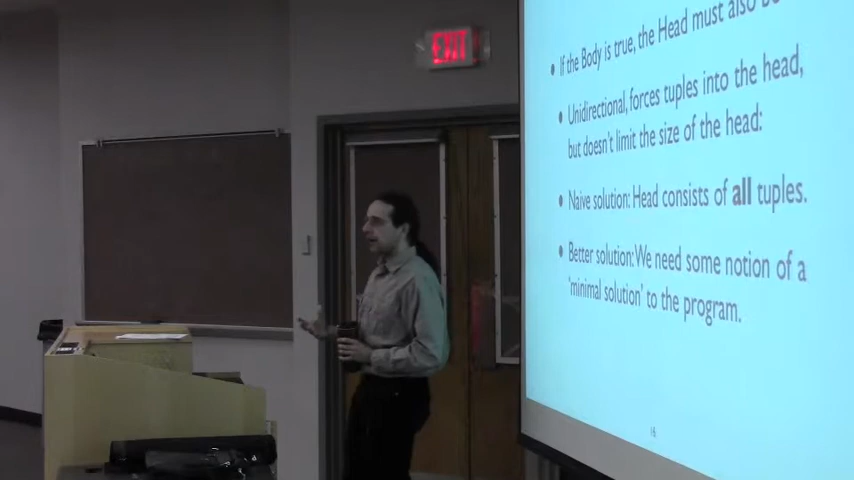 EXIT
If the Body is true, the Head must also be
Unidirectional, forces tuples into the head,
but doesn't limit the size of the head:
Naive solution: Head consists of all tuples.
Better solution: We need some notion of a
'minimal solution' to the program.
16